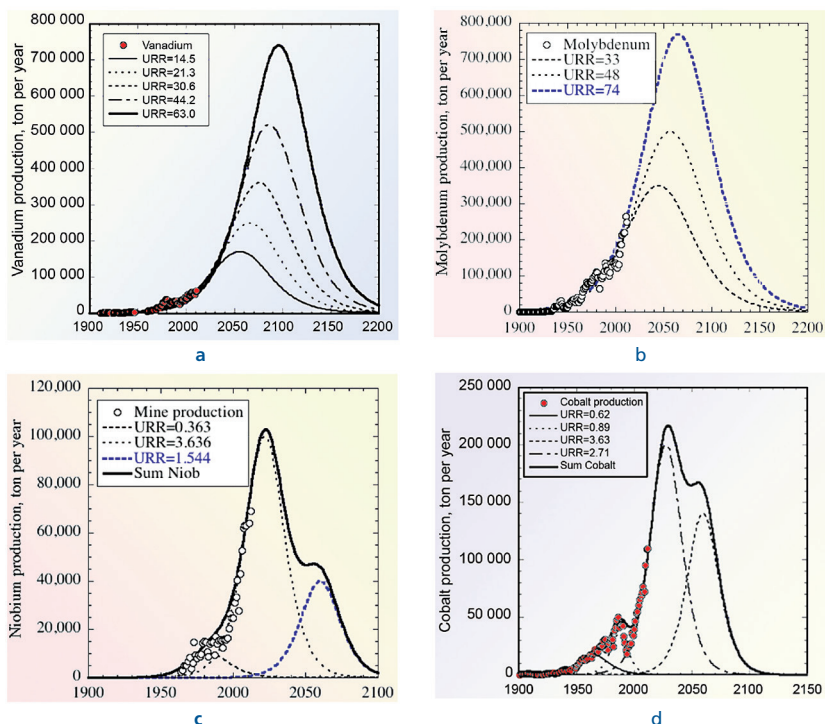 Vanadium production, ton per year
800 000
700 000
600 000
500 000
400 000
300 000
200 000
100 000
0
Vanadium
URR=14.5
URR=21.3
URR=30.6
URR=44.2
URR=63.0
1900 1950 2000 2050 2100 2150 2200
a
Molybdenum production, ton per year
800,000
700,000
600,000
500,000
400,000
300,000
200,000
100,000
0
Molybdenum
URR=33
URR=48
URR=74
1900 1950 2000 2050 2100 2150 2200
b
Niobium production, ton per year
120,000
100,000
80,000
60,000
40,000
20,000
0
Mine production
URR=0.363
URR=3.636
URR=1.544
Sum Niob
1900 1950 2000 2050 2100
c
Cobalt production, ton per year
250 000
200 000
150 000
100 000
50 000
0
Cobalt production
URR=0.62
URR=0.89
URR=3.63
URR=2.71
Sum Cobalt
1900 1950 2000 2050 2100 2150
d